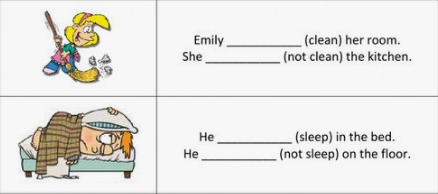 Emily ___________ (clean) her room.
She ___________ (not clean) the kitchen.
He ___________ (sleep) in the bed.
He ___________ (not sleep) on the floor.